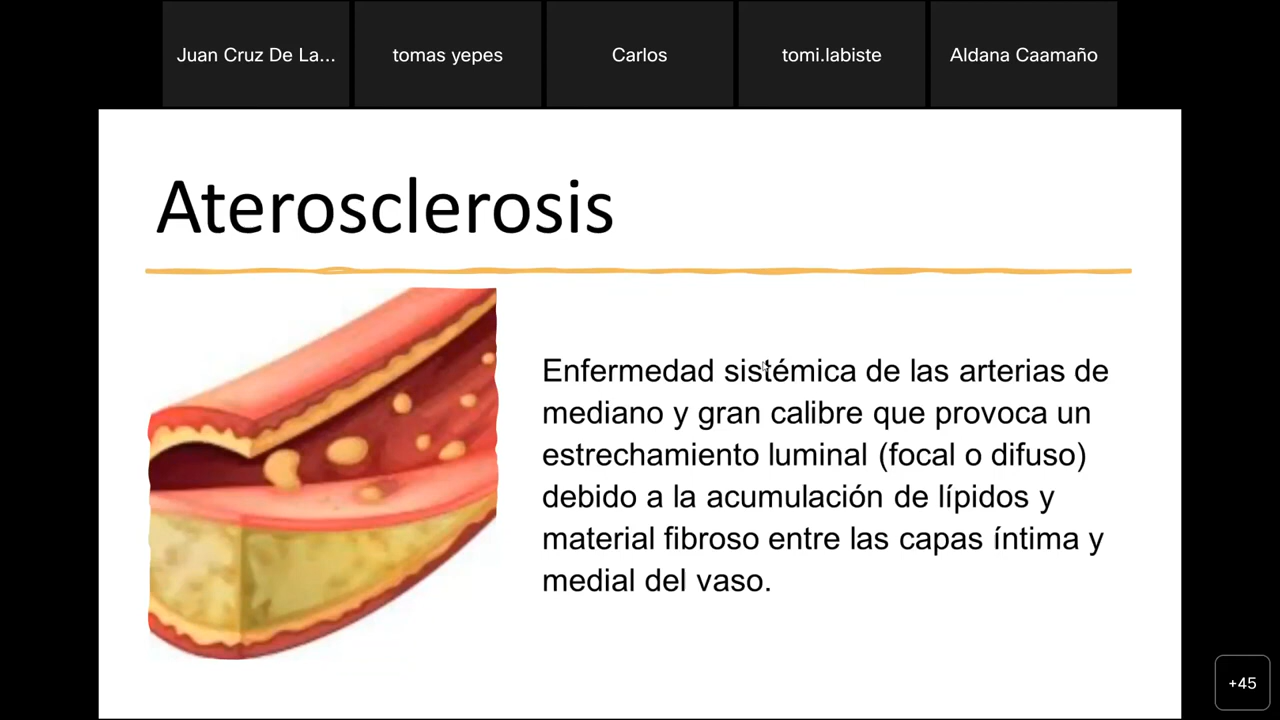 Juan Cruz De La...
tomas yepes
Carlos
tomi.labiste
Aldana Caamaño
Aterosclerosis
Enfermedad sistémica de las arterias de
mediano y gran calibre que provoca un
estrechamiento luminal (focal o difuso)
debido a la acumulación de lípidos y
material fibroso entre las capas íntima y
medial del vaso.
+45